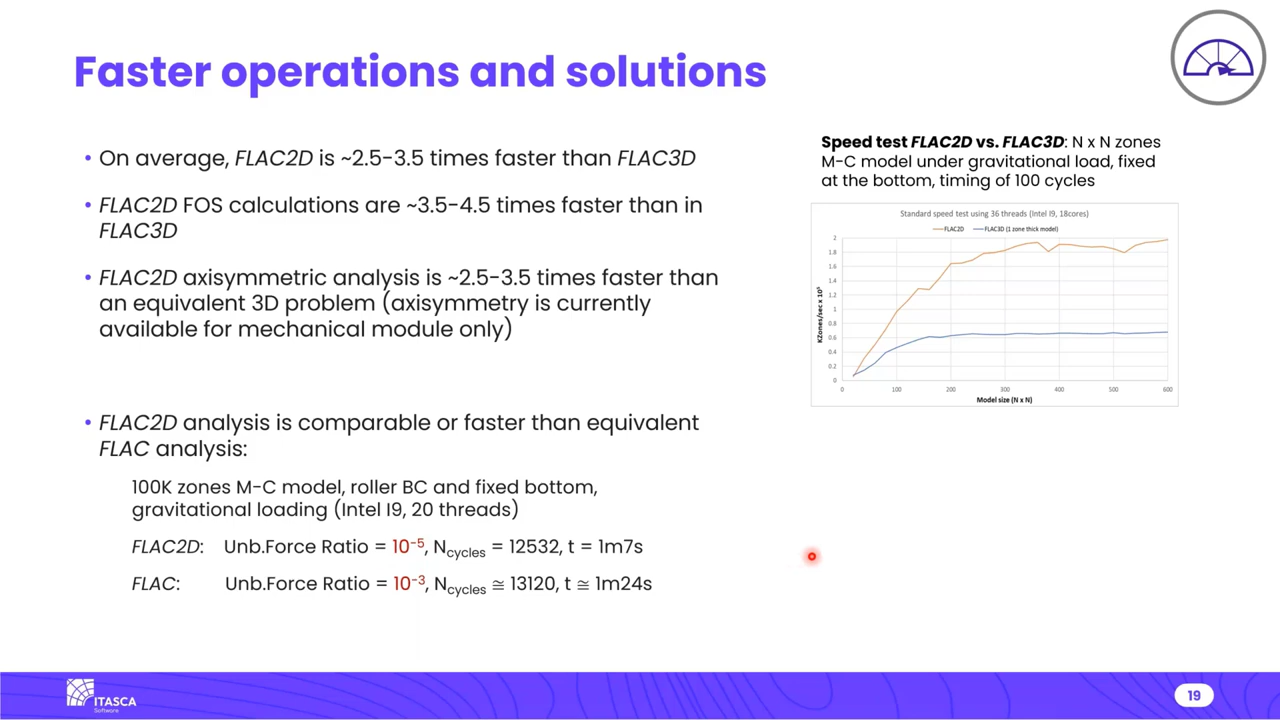 Faster operations and solutions
• On average, FLAC2D is ~2.5-3.5 times faster than FLAC3D
• FLAC2D FOS calculations are ~3.5-4.5 times faster than in
FLAC3D
• FLAC2D axisymmetric analysis is ~2.5-3.5 times faster than
an equivalent 3D problem (axisymmetry is currently
available for mechanical module only)
• FLAC2D analysis is comparable or faster than equivalent
FLAC analysis:
100K zones M-C model, roller BC and fixed bottom,
gravitational loading (Intel I9, 20 threads)
FLAC2D: Unb.Force Ratio = 10⁻⁵, Ncycles = 12532, t = 1m7s
FLAC: Unb.Force Ratio = 10⁻³, Ncycles ≅ 13120, t ≅ 1m24s
Speed test FLAC2D vs. FLAC3D: N x N zones
M-C model under gravitational load, fixed
at the bottom, timing of 100 cycles
Standard speed test using 36 threads (Intel I9, 18cores)
FLAC2D FLAC3D (1 zone thick model)
KZones/sec x 10⁵
2
1.8
1.6
1.4
1.2
1
0.8
0.6
0.4
0.2
0
0 100 200 300 400 500 600
Model size (N x N)
ITASCA
Software
19